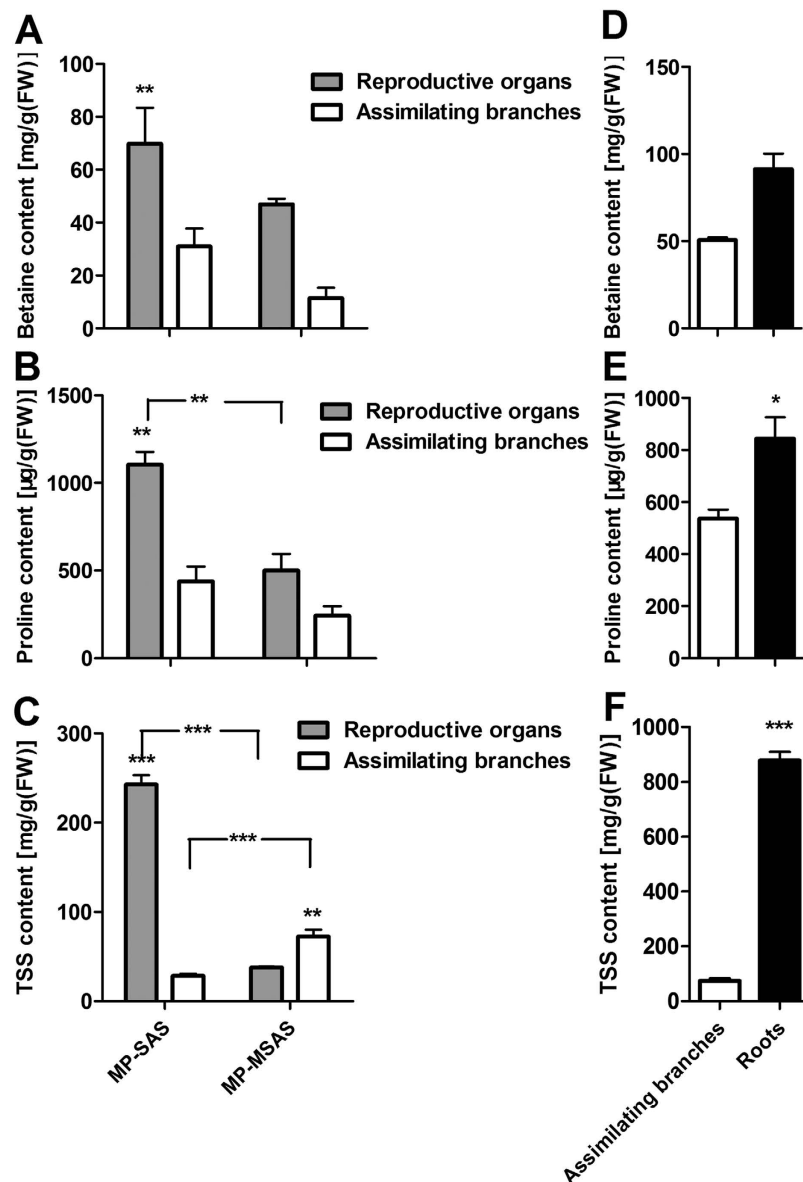 A
Betaine content [mg/g(FW)]
100
80
60
40
20
0
**
Reproductive organs
Assimilating branches
D
Betaine content [mg/g(FW)]
150
100
50
0
B
Proline content [µg/g(FW)]
1500
1000
500
0
**
**
Reproductive organs
Assimilating branches
E
Proline content [µg/g(FW)]
1000
800
600
400
200
0
*
C
TSS content [mg/g(FW)]
300
200
100
0
***
***
***
**
Reproductive organs
Assimilating branches
MP-SAS
MP-MSAS
F
TSS content [mg/g(FW)]
1000
800
600
400
200
0
***
Assimilating branches
Roots